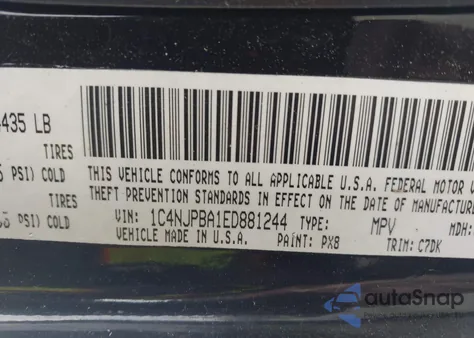 435 LB
TIRES
PSI) COLD
TIRES
PSI) COLD
THIS VEHICLE CONFORMS TO ALL APPLICABLE U.S.A. FEDERAL MOTOR
THEFT PREVENTION STANDARDS IN EFFECT ON THE DATE OF MANUFACTUR
VIN: 1C4NJPBA1ED881244 TYPE: MPV MDH:
VEHICLE MADE IN U.S.A. PAINT: PX8 TRIM: C7DK
autoSnap